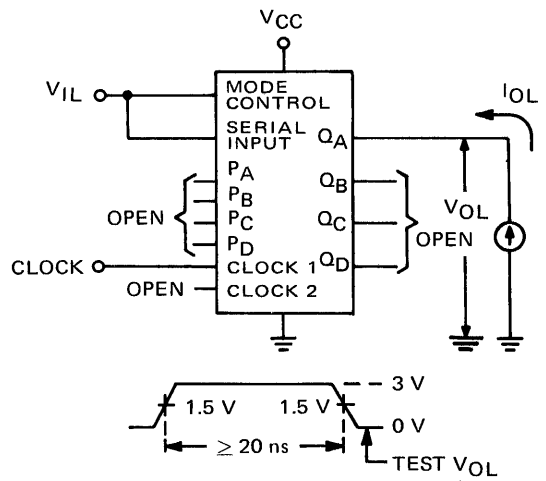 VCC
VIL
MODE
CONTROL
SERIAL
INPUT
QA
IOL
PA
PB
PC
PD
OPEN
QB
QC
QD
OPEN
VOL
CLOCK
CLOCK 1
OPEN
CLOCK 2
1.5 V
1.5 V
3 V
0 V
≥ 20 ns
TEST VOL